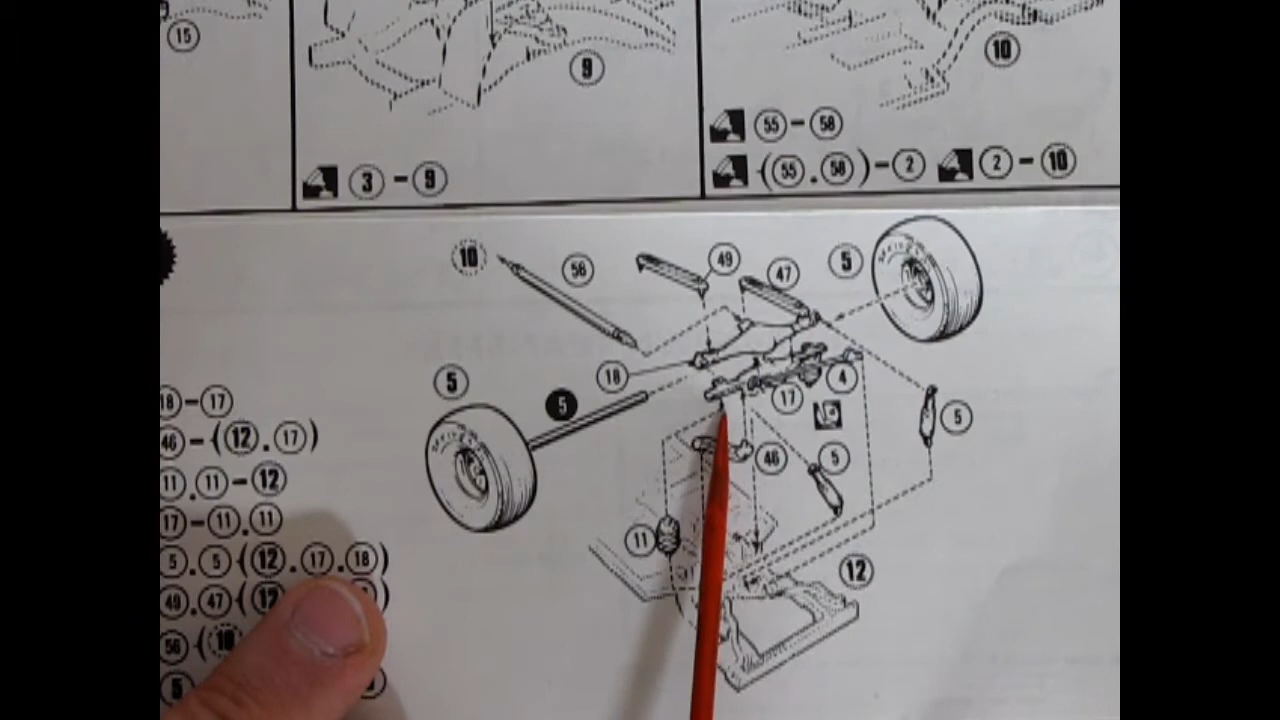 15
9
10
3 - 9
55 - 58
(55 . 58) - 2 2 - 10
10 56 49 47 5
18 4
17
5 5
5
46 5
11
12
18 - 17
46 - (12 . 17)
11 . 11 - 12
17 - 11 . 11
5 . 5 (12 . 17 . 18)
49 . 47 (12
56 - (10
5